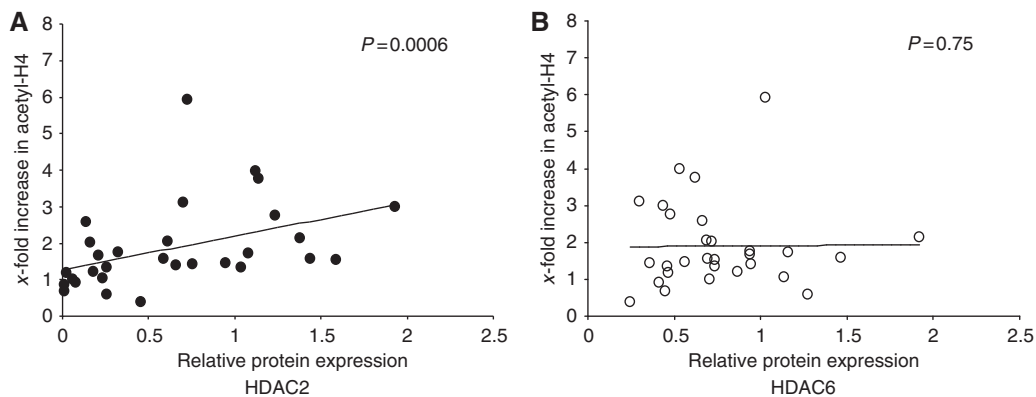 A
8
7
6
5
4
3
2
1
0
x-fold increase in acetyl-H4
P=0.0006
0 0.5 1 1.5 2 2.5
Relative protein expression
HDAC2
B
8
7
6
5
4
3
2
1
0
x-fold increase in acetyl-H4
P=0.75
0 0.5 1 1.5 2 2.5
Relative protein expression
HDAC6